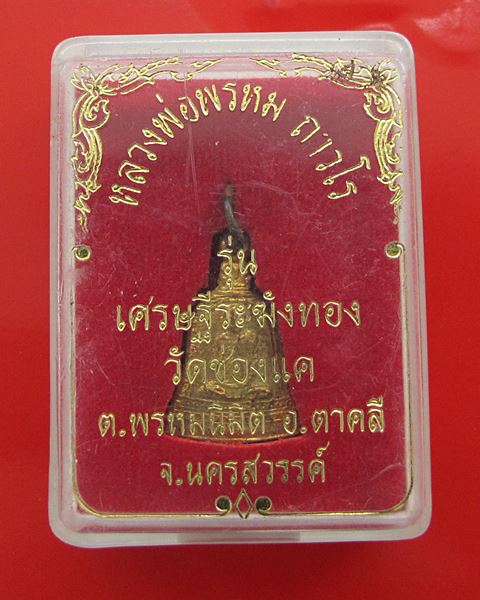 หลวงพ่อพรหม ถาวโร
รุ่น
เศรษฐีระฆังทอง
วัดช่องแค
ต.พรหมนิมิต อ.ตาคลี
จ.นครสวรรค์